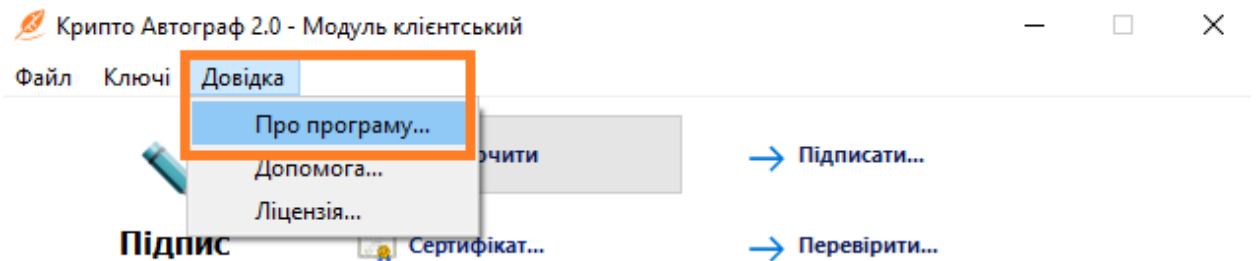 Крипто Автограф 2.0 - Модуль клієнтський
Файл Ключі Довідка
Про програму...
Підписати...
Допомога...
Ліцензія...
Підпис Сертифікат... Перевірити...